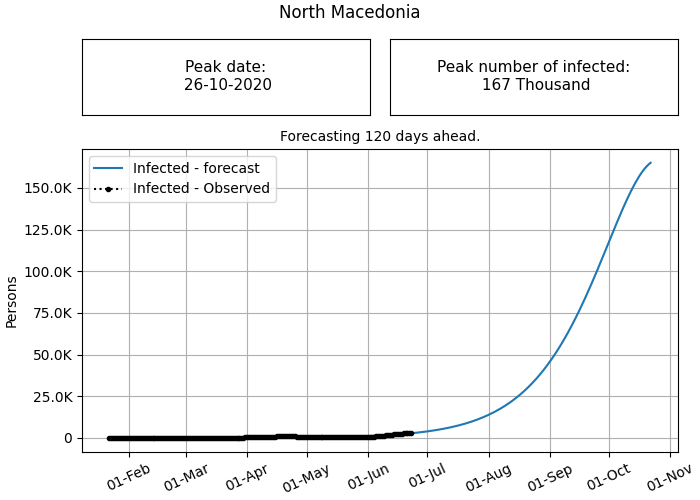 North Macedonia
Peak date:
26-10-2020
Peak number of infected:
167 Thousand
Forecasting 120 days ahead.
Infected - forecast
Infected - Observed
150.0K
125.0K
100.0K
75.0K
50.0K
25.0K
0
Persons
01-Feb
01-Mar
01-Apr
01-May
01-Jun
01-Jul
01-Aug
01-Sep
01-Oct
01-Nov